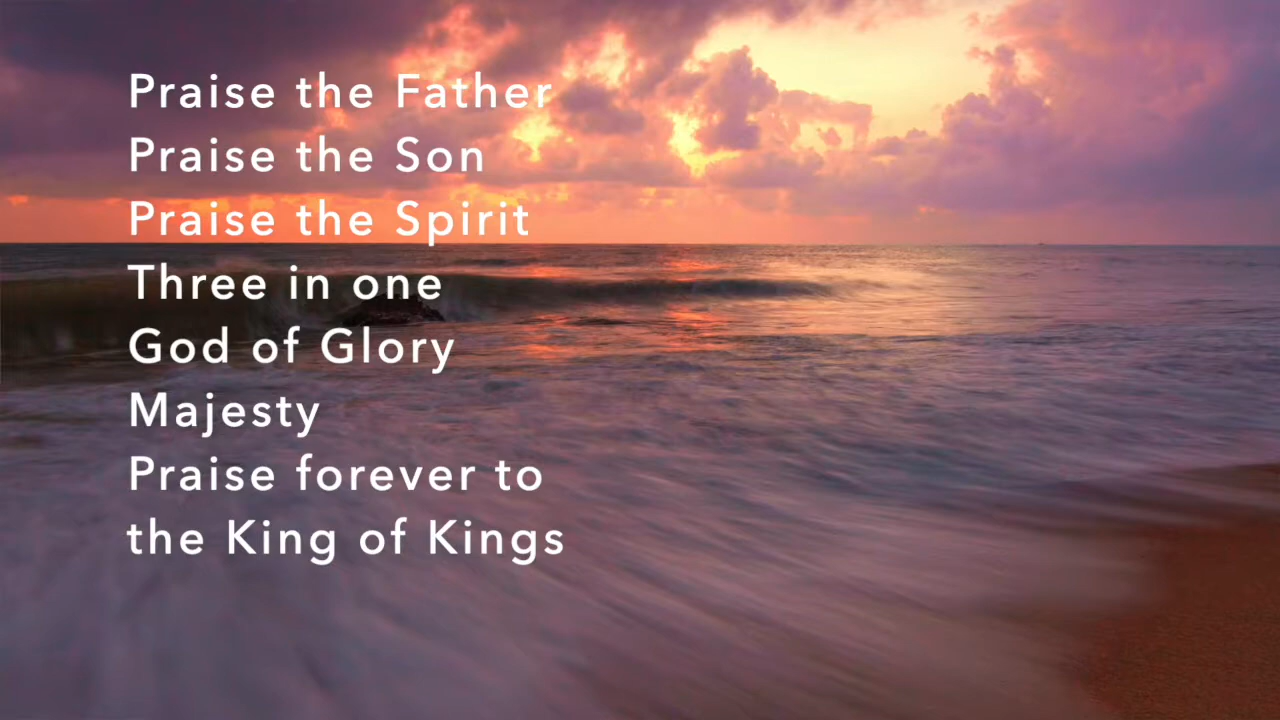 Praise the Father
Praise the Son
Praise the Spirit
Three in one
God of Glory
Majesty
Praise forever to
the King of Kings